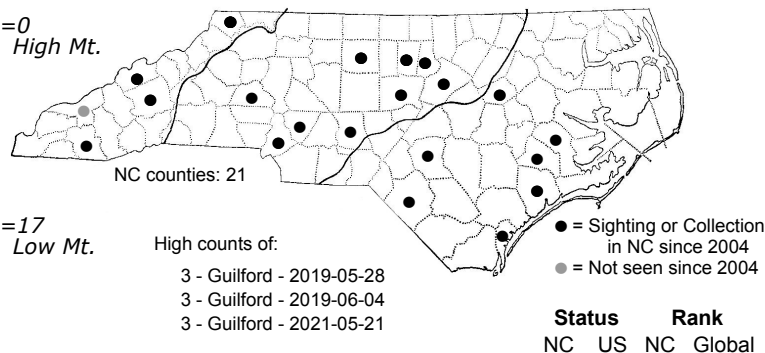 =0
High Mt.
NC counties: 21
=17
Low Mt.
High counts of:
3 - Guilford - 2019-05-28
3 - Guilford - 2019-06-04
3 - Guilford - 2021-05-21
= Sighting or Collection
in NC since 2004
= Not seen since 2004
Status Rank
NC US NC Global